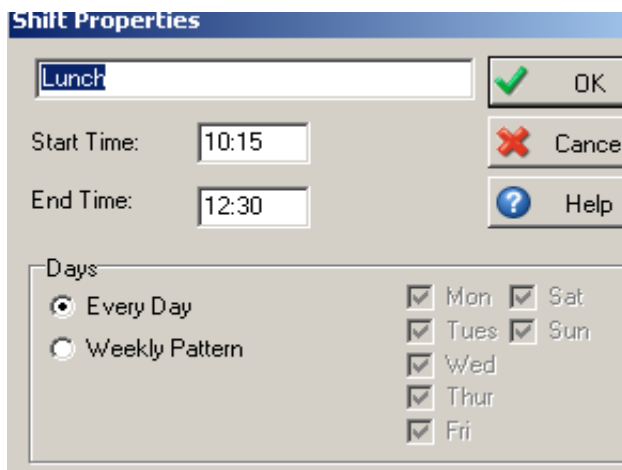 Shift Properties
Lunch
OK
Start Time: 10:15
Cance
End Time: 12:30
Help
Days
Every Day
Weekly Pattern
Mon Sat
Tues Sun
Wed
Thur
Fri